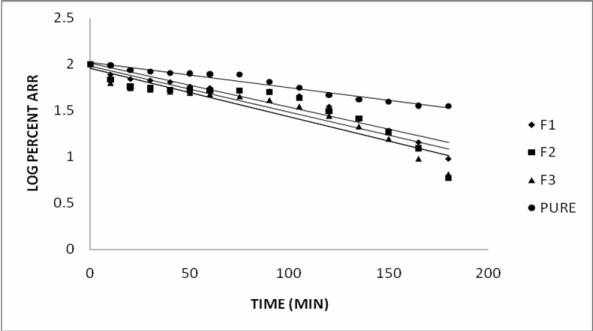 2.5
2
1.5
1
0.5
0
0 50 100 150 200
LOG PERCENT ARR
TIME (MIN)
F1
F2
F3
PURE